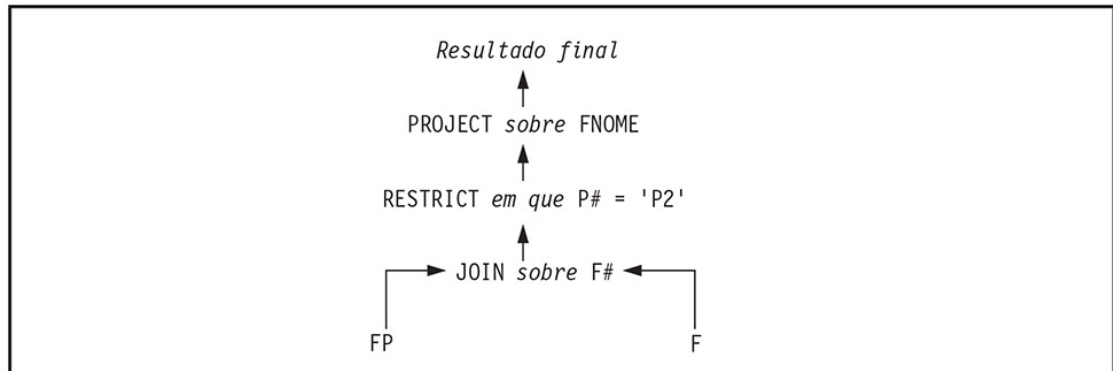 Resultado final
PROJECT sobre FNOME
RESTRICT em que P# = 'P2'
JOIN sobre F#
FP F